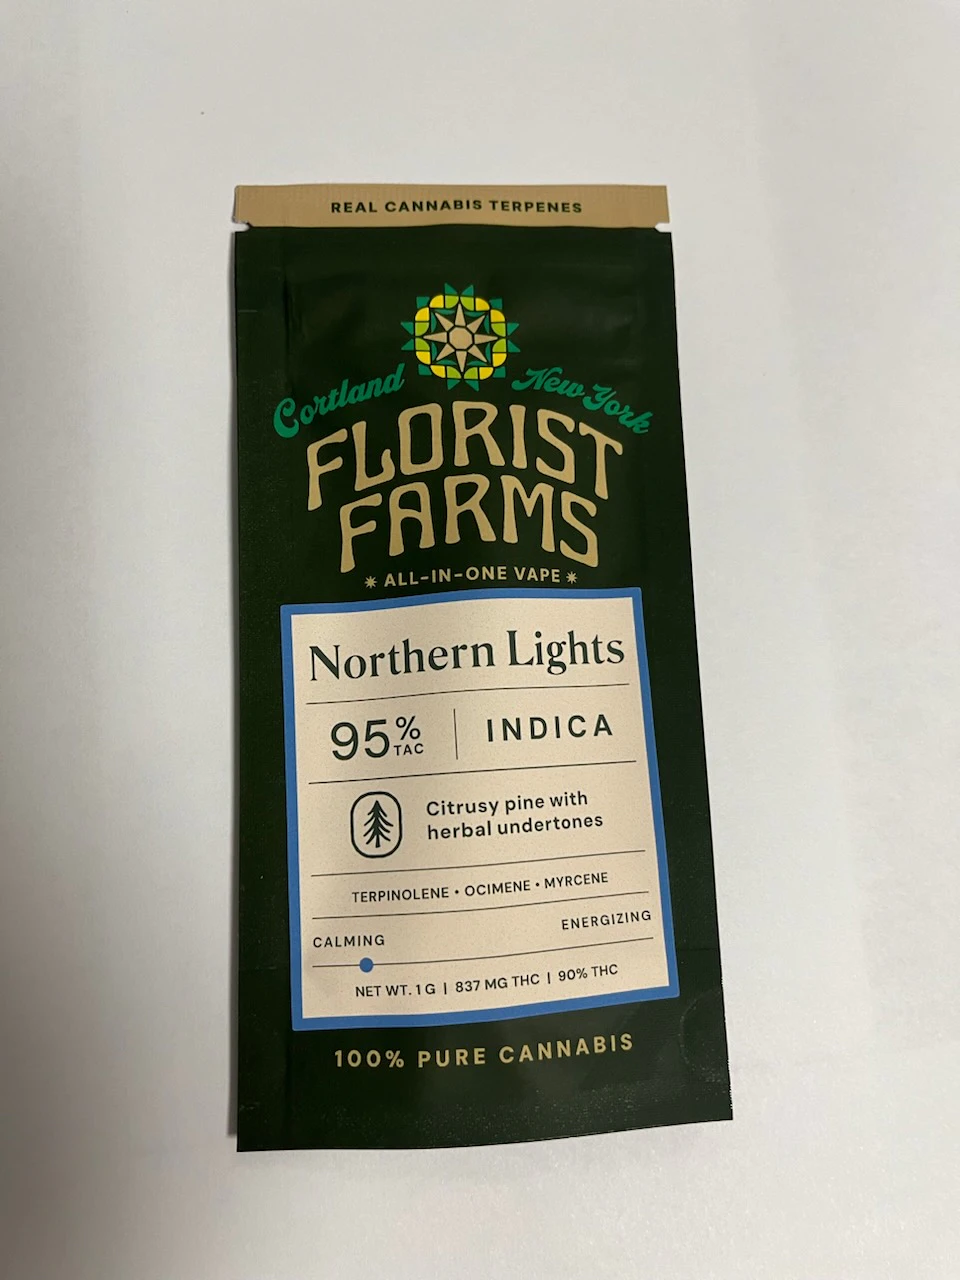 REAL CANNABIS TERPENES
Cortland New York
FLORIST
FARMS
ALL-IN-ONE VAPE
Northern Lights
95% TAC | INDICA
Citrusy pine with
herbal undertones
TERPINOLENE • OCIMENE • MYRCENE
CALMING ENERGIZING
NET WT. 1 G | 837 MG THC | 90% THC
100% PURE CANNABIS